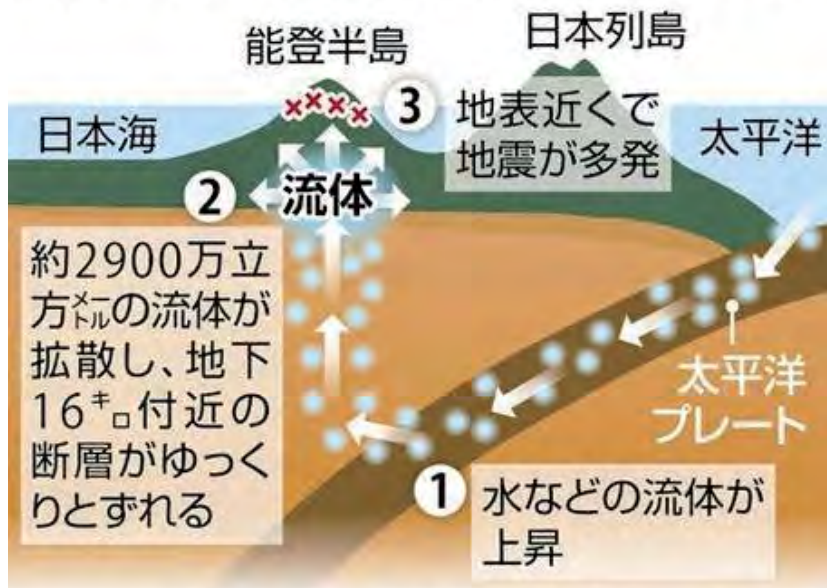 能登半島
日本列島
日本海
太平洋
③ 地表近くで
地震が多発
②
流体
約2900万立
方メートルの流体が
拡散し、地下
16キロ付近の
断層がゆっく
りとずれる
太平洋
プレート
① 水などの流体が
上昇